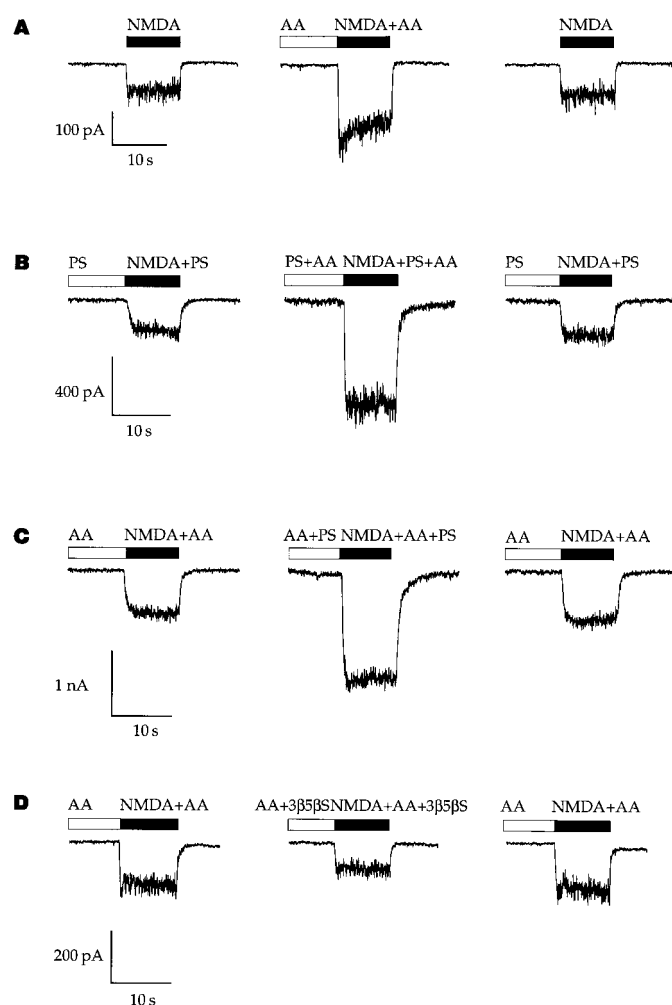 A
NMDA
AA NMDA+AA
NMDA
100 pA
10 s
B
PS NMDA+PS
PS+AA NMDA+PS+AA
PS NMDA+PS
400 pA
10 s
C
AA NMDA+AA
AA+PS NMDA+AA+PS
AA NMDA+AA
1 nA
10 s
D
AA NMDA+AA
AA+3β5βS NMDA+AA+3β5βS
AA NMDA+AA
200 pA
10 s